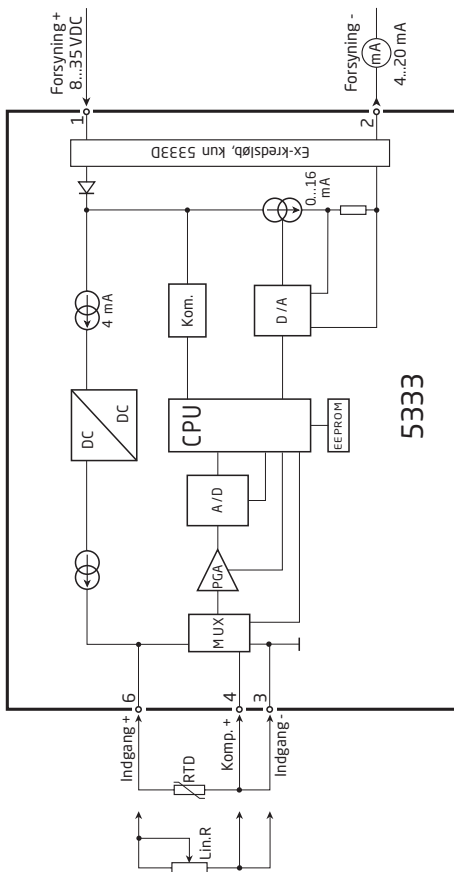 Forsyning +
8...35 VDC
1
Forsyning -
mA
4...20 mA
2
Ex-kredsløb, kun 5333D
0...16
mA
4 mA
Kom.
D/A
DC
DC
CPU
EEPROM
A/D
PGA
MUX
5333
Indgang +
6
RTD
Komp. +
4
Indgang -
3
Lin.R